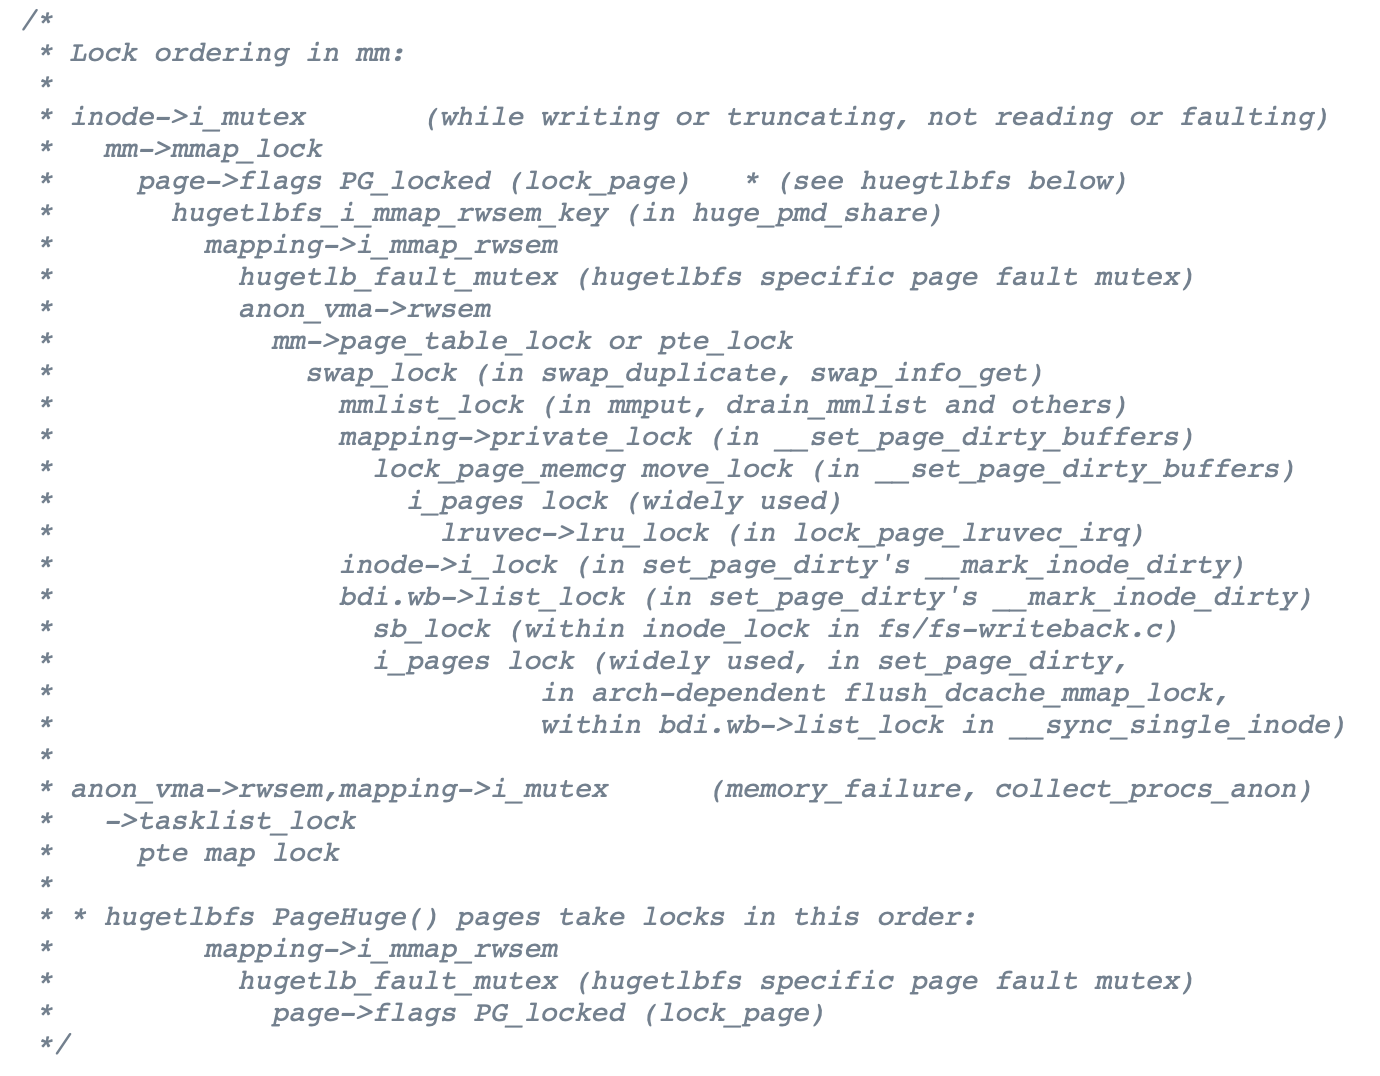 /*
 * Lock ordering in mm:
 *
 * inode->i_mutex       (while writing or truncating, not reading or faulting)
 *   mm->mmap_lock
 *     page->flags PG_locked (lock_page)   * (see huegtlbfs below)
 *       hugetlbfs_i_mmap_rwsem_key (in huge_pmd_share)
 *         mapping->i_mmap_rwsem
 *           hugetlb_fault_mutex (hugetlbfs specific page fault mutex)
 *           anon_vma->rwsem
 *             mm->page_table_lock or pte_lock
 *               swap_lock (in swap_duplicate, swap_info_get)
 *                 mmlist_lock (in mmput, drain_mmlist and others)
 *                 mapping->private_lock (in __set_page_dirty_buffers)
 *                   lock_page_memcg move_lock (in __set_page_dirty_buffers)
 *                     i_pages lock (widely used)
 *                       lruvec->lru_lock (in lock_page_lruvec_irq)
 *                 inode->i_lock (in set_page_dirty's __mark_inode_dirty)
 *                 bdi.wb->list_lock (in set_page_dirty's __mark_inode_dirty)
 *                   sb_lock (within inode_lock in fs/fs-writeback.c)
 *                   i_pages lock (widely used, in set_page_dirty,
 *                             in arch-dependent flush_dcache_mmap_lock,
 *                             within bdi.wb->list_lock in __sync_single_inode)
 *
 * anon_vma->rwsem,mapping->i_mutex      (memory_failure, collect_procs_anon)
 *   ->tasklist_lock
 *     pte map lock
 *
 * * hugetlbfs PageHuge() pages take locks in this order:
 *         mapping->i_mmap_rwsem
 *           hugetlb_fault_mutex (hugetlbfs specific page fault mutex)
 *             page->flags PG_locked (lock_page)
 */